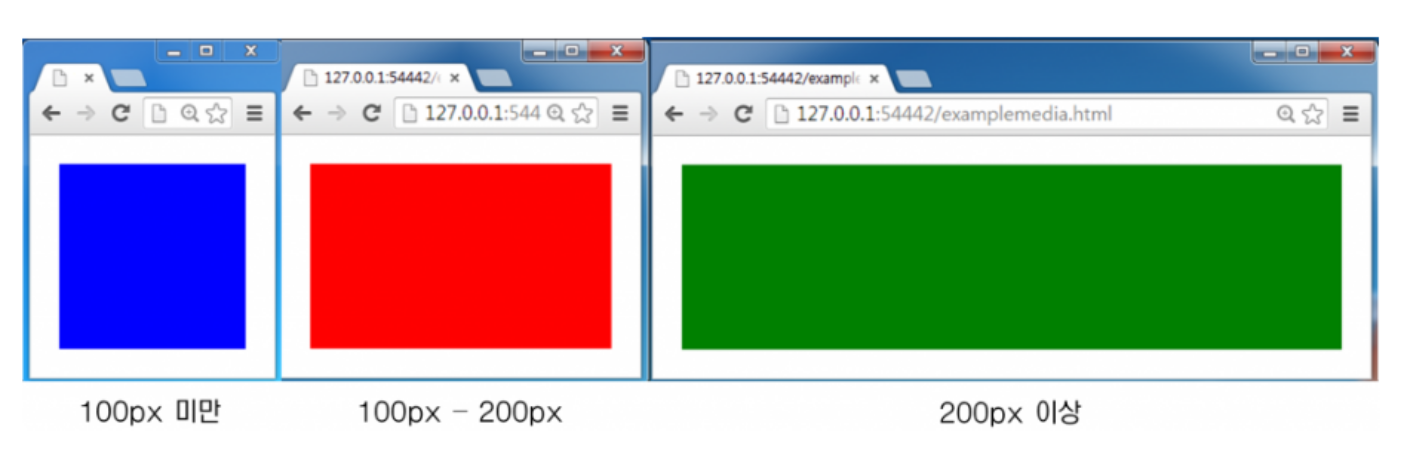 127.0.0.1:54442/
127.0.0.1:54442/example
127.0.0.1:544
127.0.0.1:54442/examplemedia.html
100px 미만
100px - 200px
200px 이상